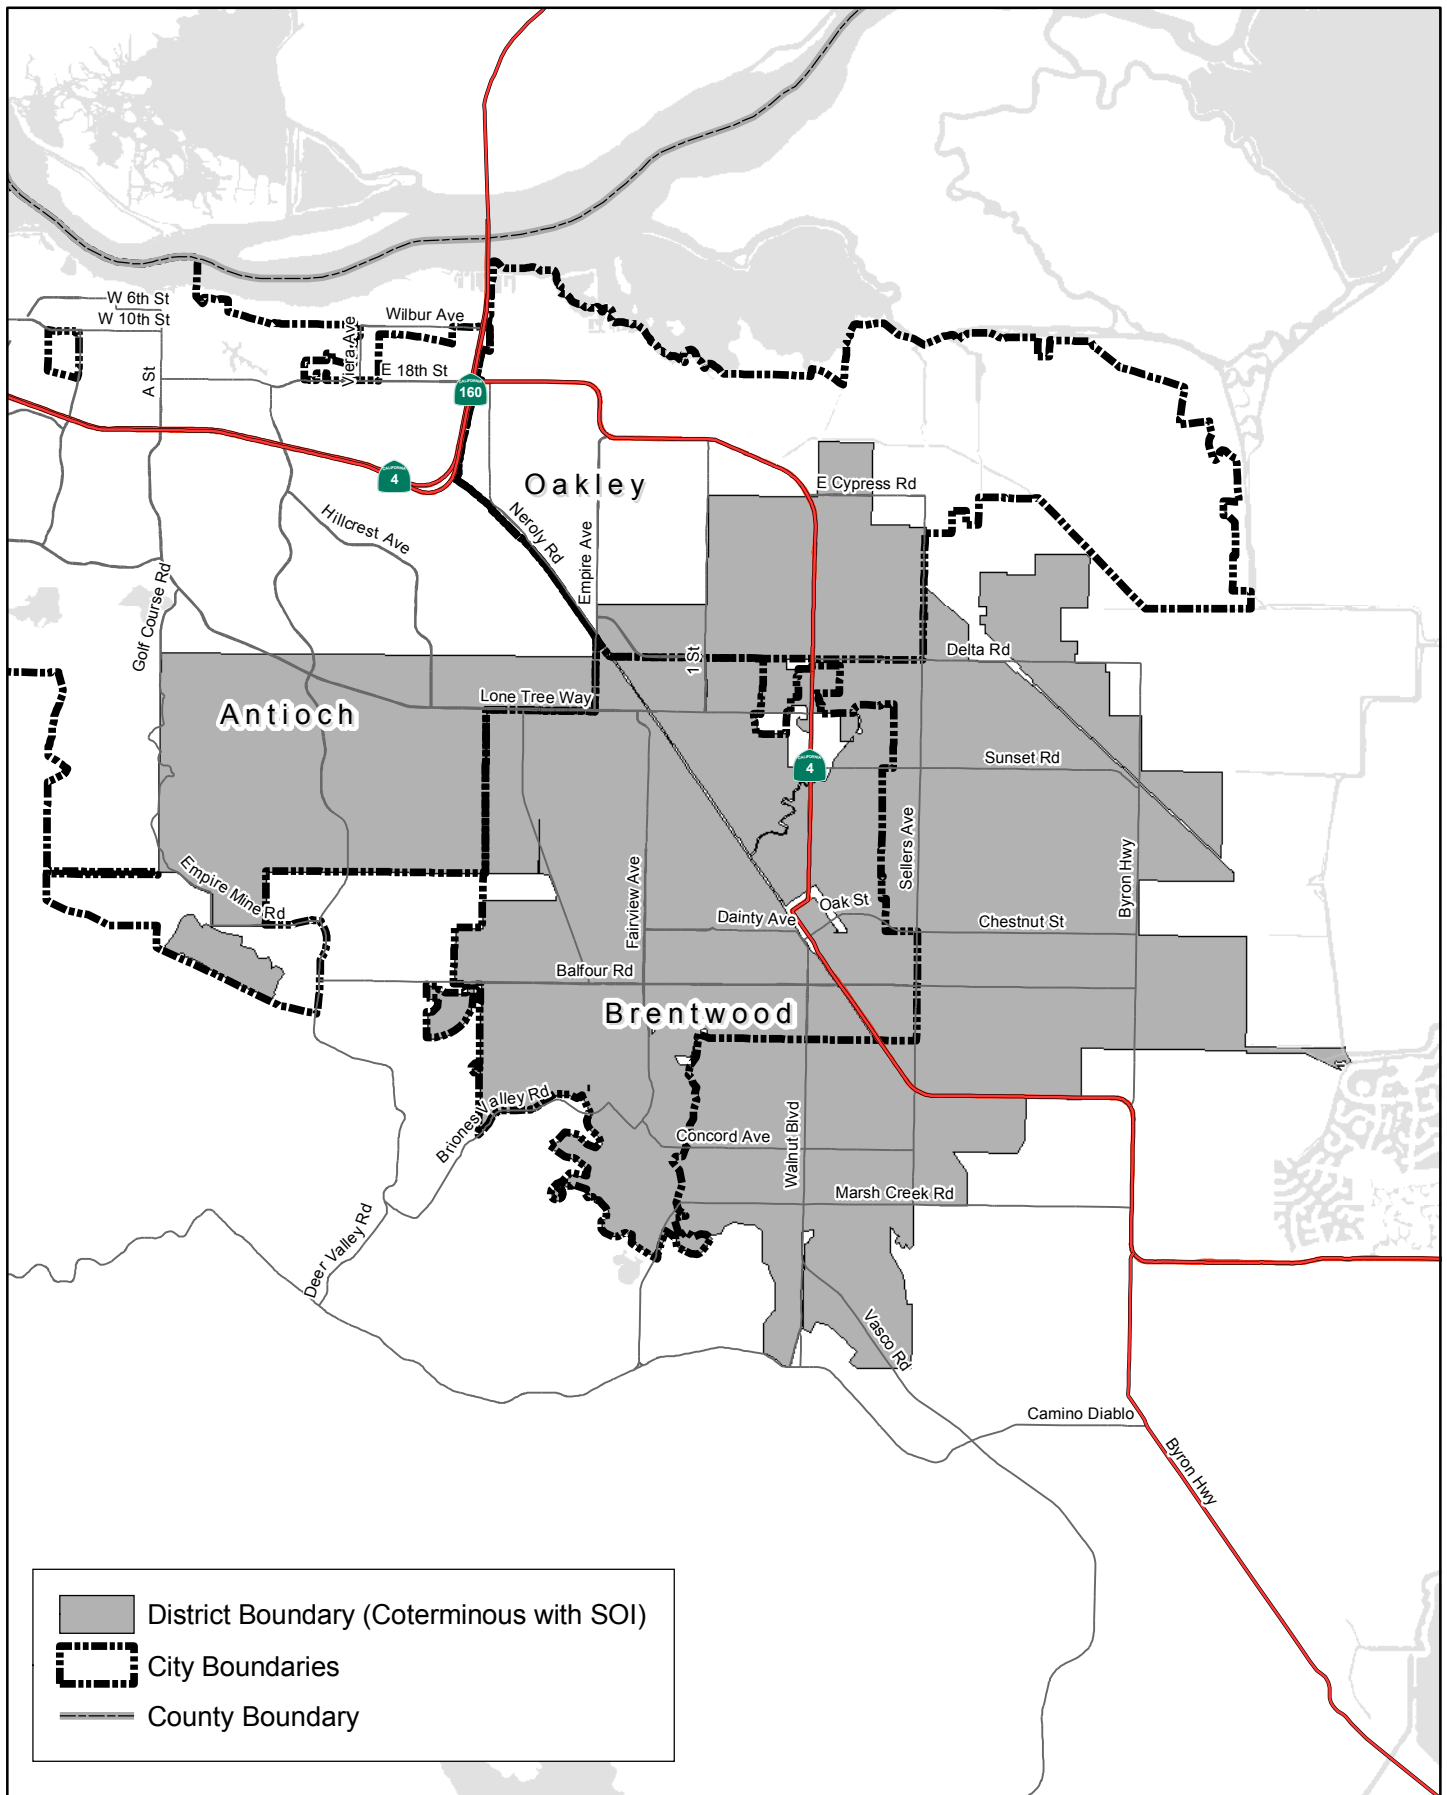 W 6th St
W 10th St
Wilbur Ave
Viera Ave
E 18th St
A St
CALIFORNIA
160
CALIFORNIA
4
Oakley
E Cypress Rd
Hillcrest Ave
Neroly Rd
Empire Ave
Golf Course Rd
Delta Rd
1 St
Lone Tree Way
Antioch
Sunset Rd
CALIFORNIA
4
Sellers Ave
Byron Hwy
Empire Mine Rd
Fairview Ave
Oak St
Dainty Ave
Chestnut St
Balfour Rd
Brentwood
Briones Valley Rd
Concord Ave
Walnut Blvd
Marsh Creek Rd
Deer Valley Rd
Vasco Rd
Camino Diablo
Byron Hwy
District Boundary (Coterminous with SOI)
City Boundaries
County Boundary